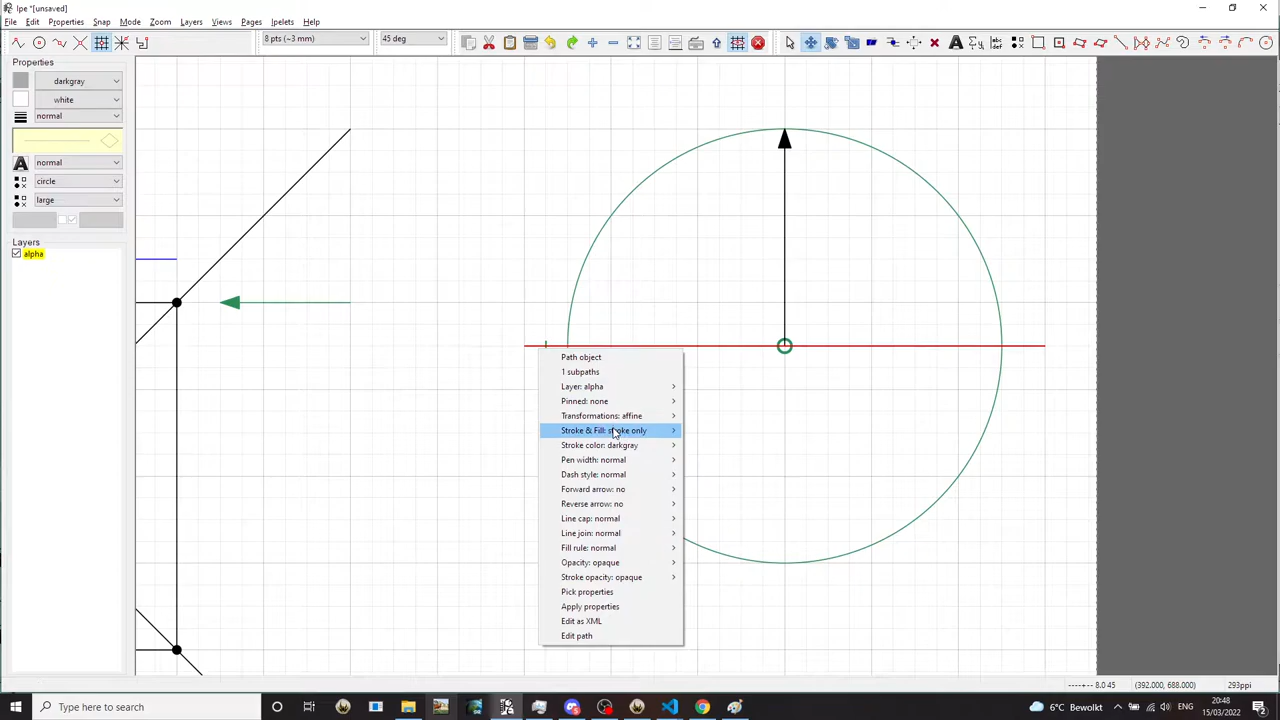 Ipe *[unsaved]
File Edit Properties Snap Mode Zoom Layers Views Pages Ipelets Help
8 pts (~3 mm) 45 deg
Properties
darkgray
white
normal
A normal
circle
large
Layers
alpha
Path object
1 subpaths
Layer: alpha
Pinned: none
Transformations: affine
Stroke & Fill: stroke only
Stroke color: darkgray
Pen width: normal
Dash style: normal
Forward arrow: no
Reverse arrow: no
Line cap: normal
Line join: normal
Fill rule: normal
Opacity: opaque
Stroke opacity: opaque
Pick properties
Apply properties
Edit as XML
Edit path
8.0 45 (392.000, 688.000) 293ppi
Type here to search
6°C Bewolkt ENG
20:48
15/03/2022